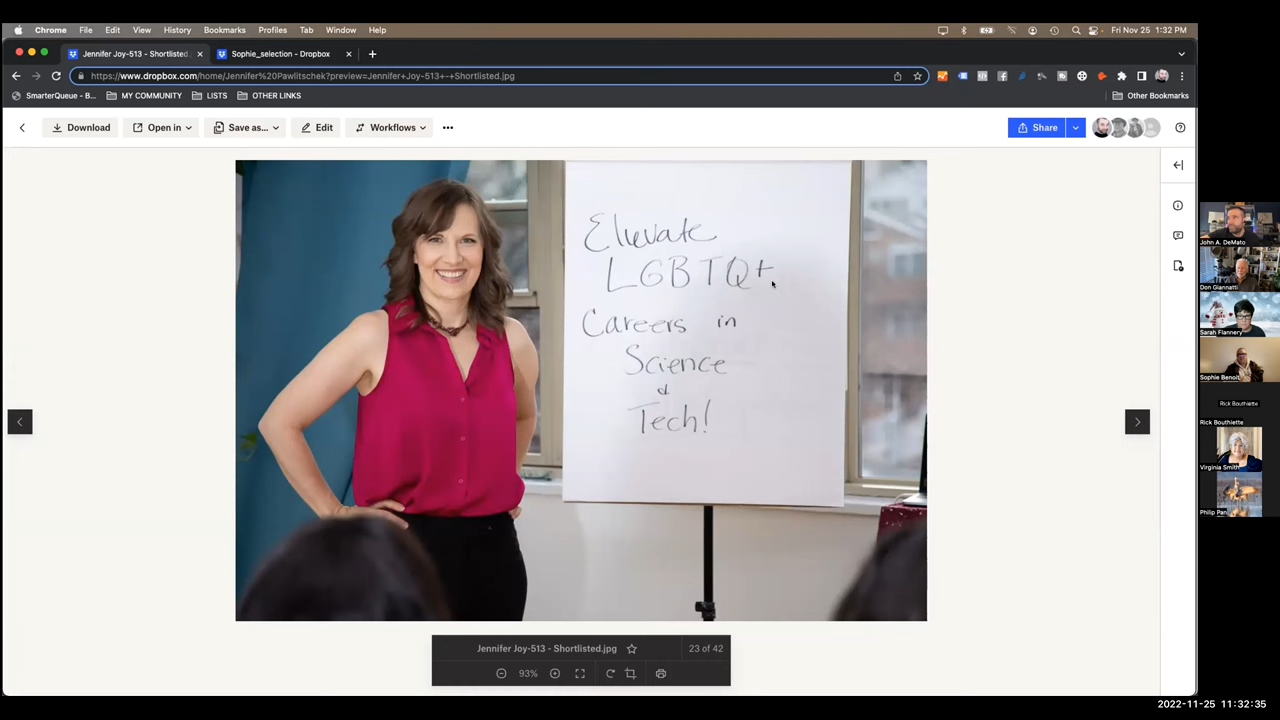 Chrome File Edit View History Bookmarks Profiles Tab Window Help Fri Nov 25 1:32 PM
Jennifer Joy-513 - Shortlisted. Sophie_selection - Dropbox
https://www.dropbox.com/home/Jennifer%20Pawlitschek?preview=Jennifer+Joy-513+-+Shortlisted.jpg
SmarterQueue - B... MY COMMUNITY LISTS OTHER LINKS Other Bookmarks
Download Open in Save as... Edit Workflows Share
Elevate
LGBTQ+
Careers in
Science
&
Tech!
Jennifer Joy-513 - Shortlisted.jpg 23 of 42
93%
John A. DeMato
Don Giannatti
Sarah Flannery
Sophie Benoit
Rick Bouthiette
Rick Bouthiette
Virginia Smith
Philip Pan
2022-11-25 11:32:35